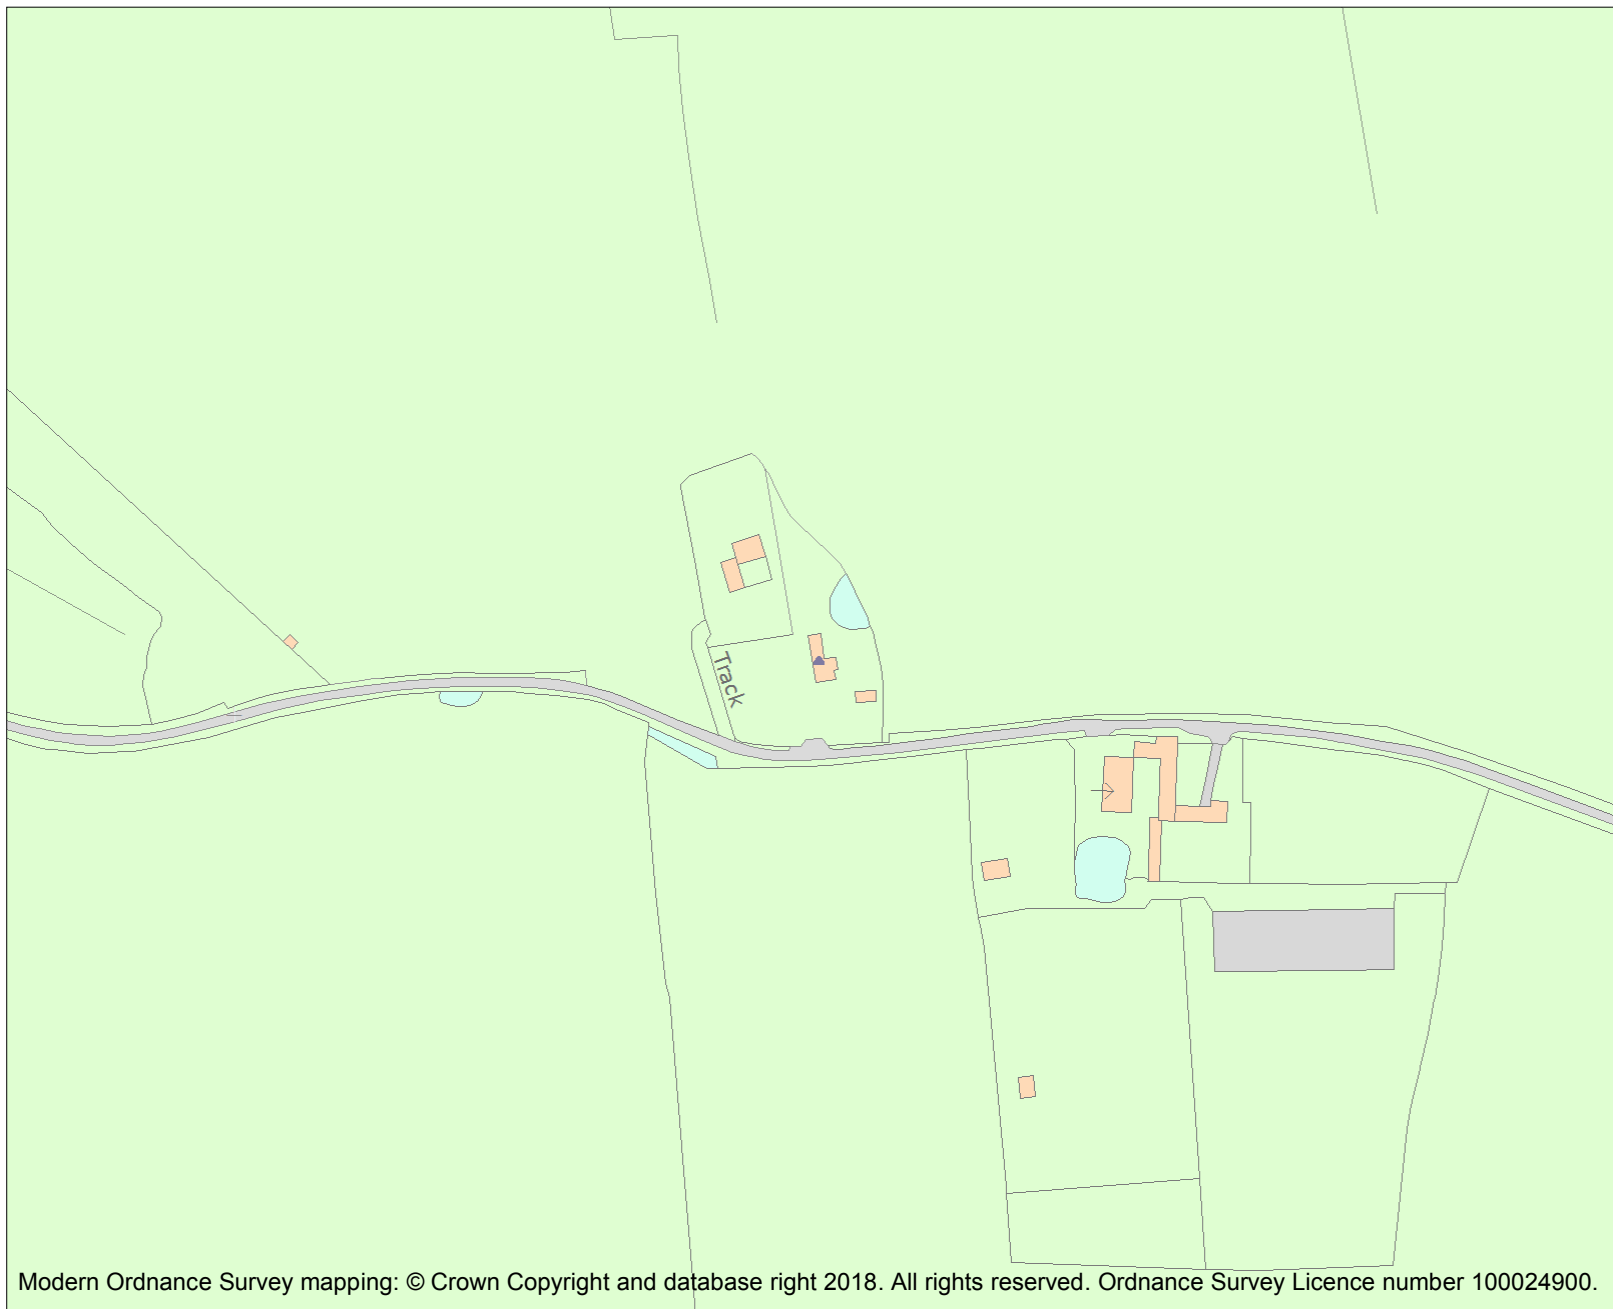 Track
Modern Ordnance Survey mapping: © Crown Copyright and database right 2018. All rights reserved. Ordnance Survey Licence number 100024900.